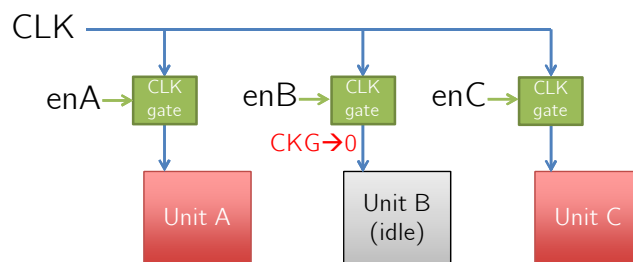 CLK
enA
CLK
gate
enB
CLK
gate
enC
CLK
gate
CKG→0
Unit A
Unit B
(idle)
Unit C